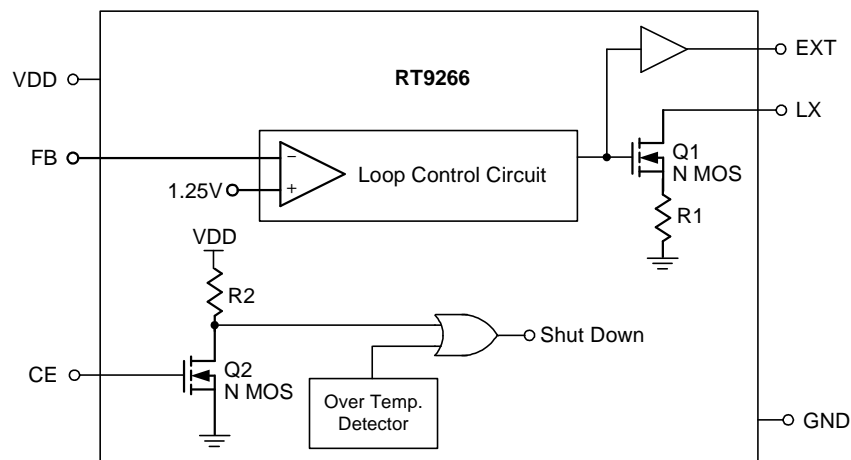 EXT
VDD
RT9266
LX
FB
−
Loop Control Circuit
Q1
N MOS
1.25V
+
R1
VDD
R2
Shut Down
CE
Q2
N MOS
Over Temp.
Detector
GND